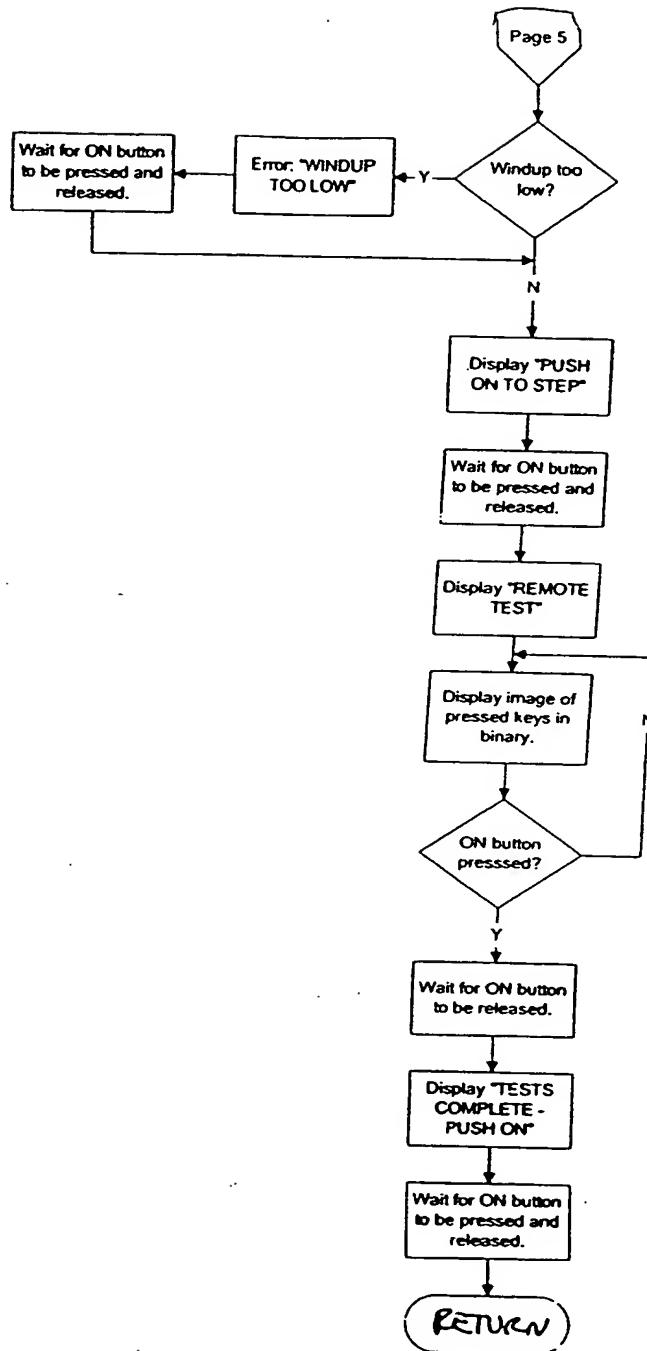 Page 5
Windup too
low?
Y
Error: "WINDUP
TOO LOW"
Wait for ON button
to be pressed and
released.
N
Display "PUSH
ON TO STEP"
Wait for ON button
to be pressed and
released.
Display "REMOTE
TEST"
Display image of
pressed keys in
binary.
N
ON button
presssed?
Y
Wait for ON button
to be released.
Display "TESTS
COMPLETE -
PUSH ON"
Wait for ON button
to be pressed and
released.
RETURN